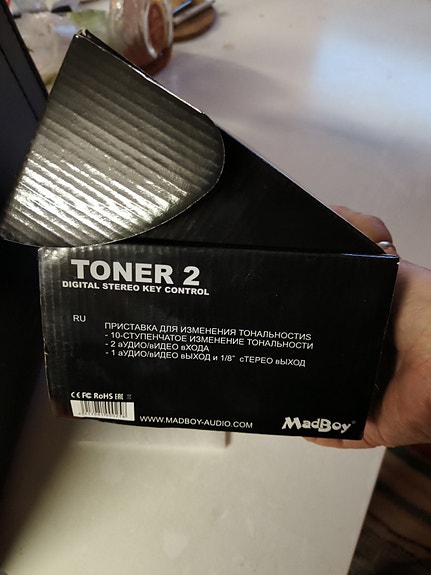 TONER 2
DIGITAL STEREO KEY CONTROL
RU
ПРИСТАВКА ДЛЯ ИЗМЕНЕНИЯ ТОНАЛЬНОСТИS
- 10-СТУПЕНЧАТОЕ ИЗМЕНЕНИЕ ТОНАЛЬНОСТИ
- 2 аУДИО/вИДЕО вХОДА
- 1 аУДИО/вИДЕО вЫХОД и 1/8" сТЕРЕО вЫХОД
CE FC RoHS EAC
WWW.MADBOY-AUDIO.COM
MadBoy®